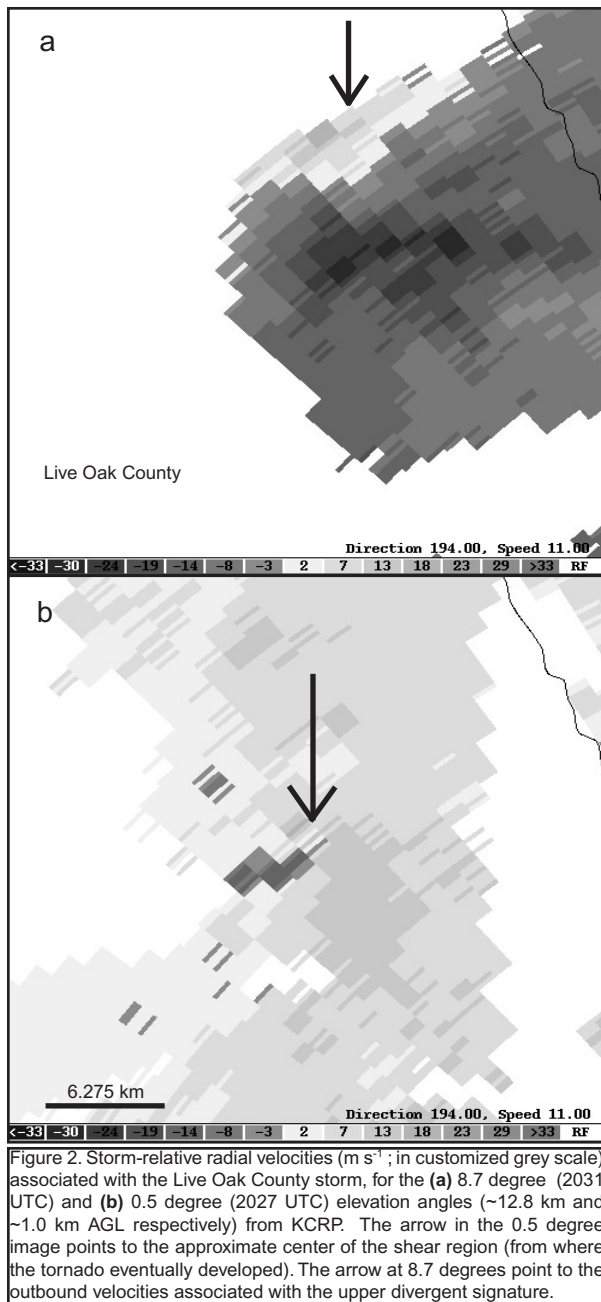 a
Live Oak County
Direction 194.00, Speed 11.00
<-33 -30 -24 -19 -14 -8 -3 2 7 13 18 23 29 >33 RF
b
6.275 km
Direction 194.00, Speed 11.00
<-33 -30 -24 -19 -14 -8 -3 2 7 13 18 23 29 >33 RF
Figure 2. Storm-relative radial velocities (m s⁻¹ ; in customized grey scale)
associated with the Live Oak County storm, for the (a) 8.7 degree (2031
UTC) and (b) 0.5 degree (2027 UTC) elevation angles (~12.8 km and
~1.0 km AGL respectively) from KCRP. The arrow in the 0.5 degree
image points to the approximate center of the shear region (from where
the tornado eventually developed). The arrow at 8.7 degrees point to the
outbound velocities associated with the upper divergent signature.